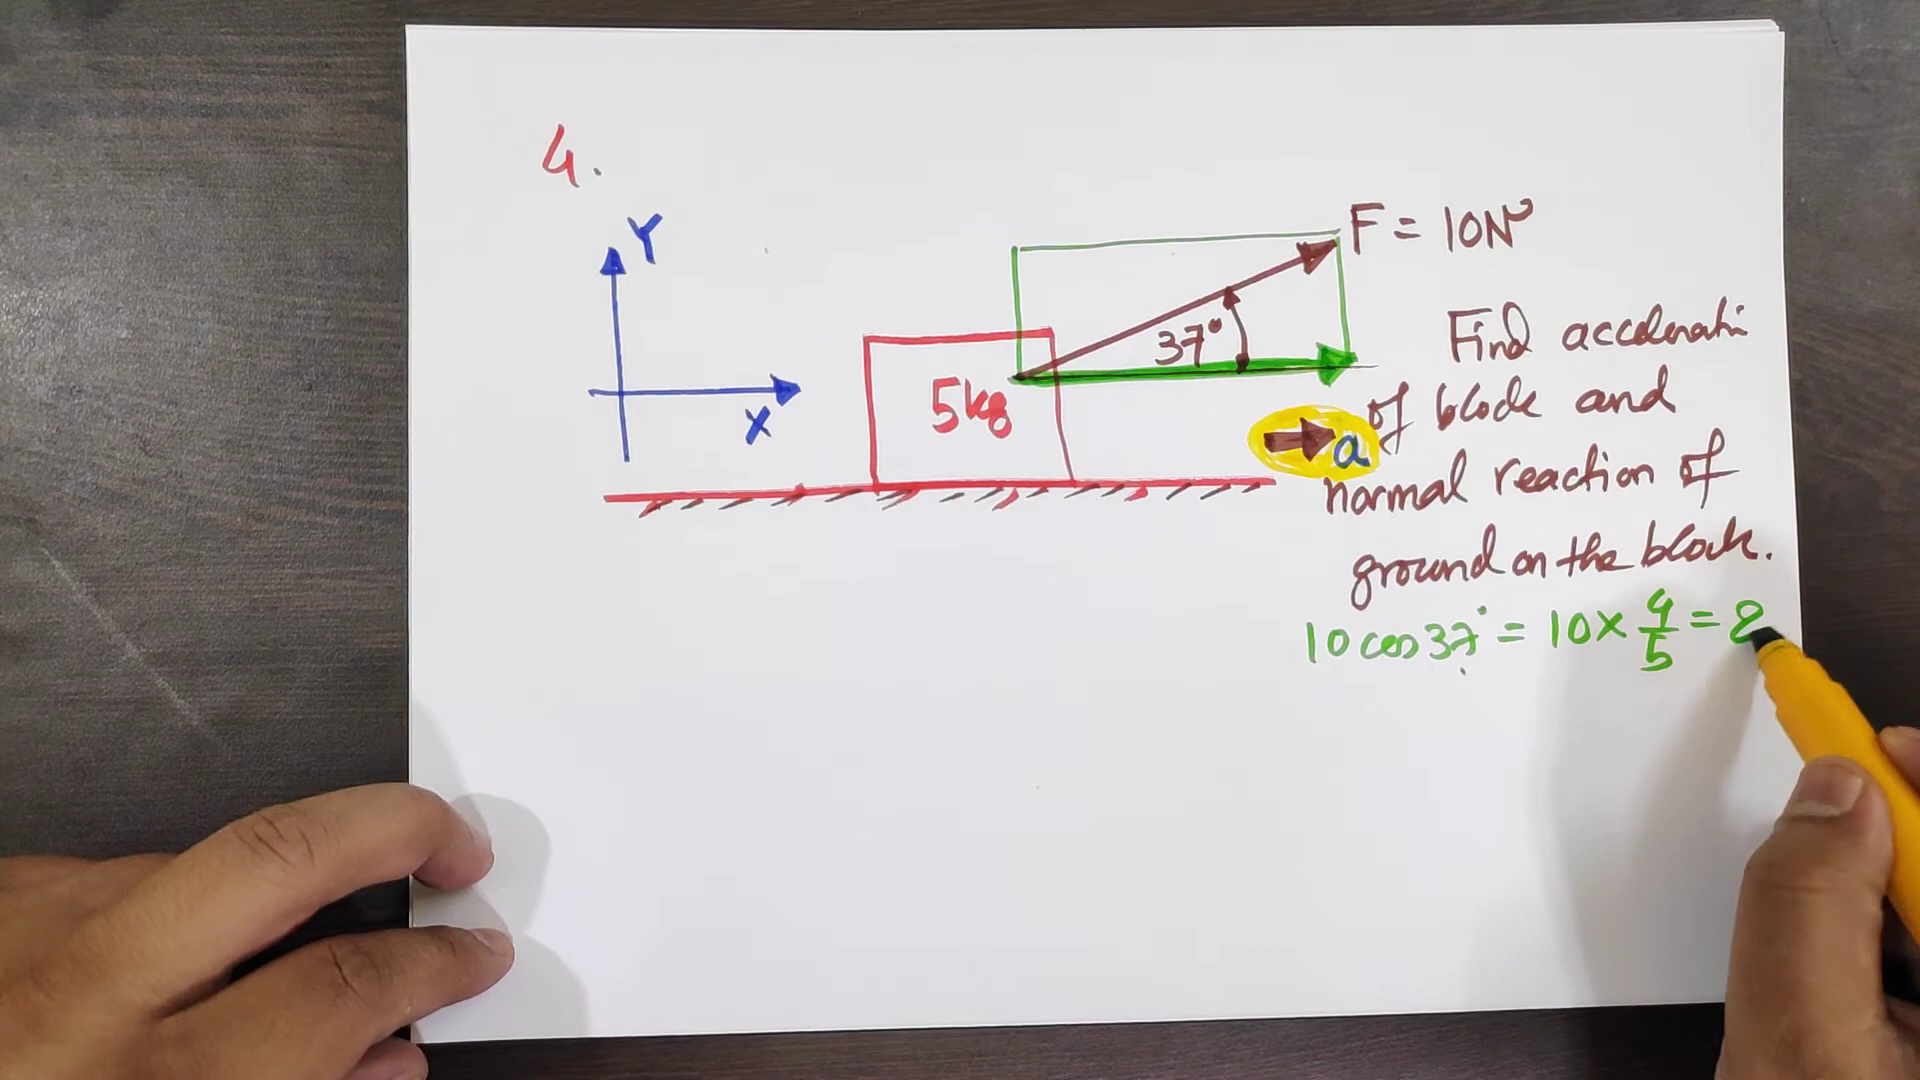 4.
Y
X
5kg
37°
F = 10N
Find acceleratin
of block and
a
normal reaction of
ground on the block.
10 cos 37° = 10 × 4/5 = 8